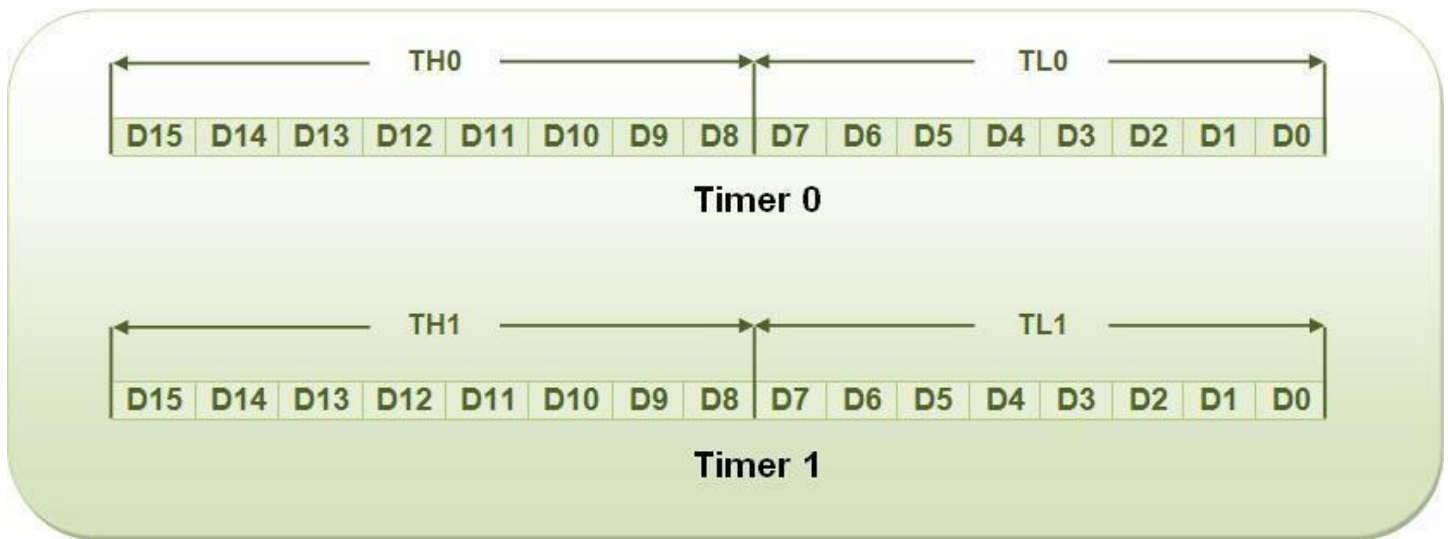 TH0 TL0
D15 D14 D13 D12 D11 D10 D9 D8 D7 D6 D5 D4 D3 D2 D1 D0
Timer 0
TH1 TL1
D15 D14 D13 D12 D11 D10 D9 D8 D7 D6 D5 D4 D3 D2 D1 D0
Timer 1